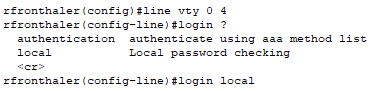 rfronthaler(config)#line vty 0 4
rfronthaler(config-line)#login ?
  authentication  authenticate using aaa method list
  local           Local password checking
  <cr>
rfronthaler(config-line)#login local